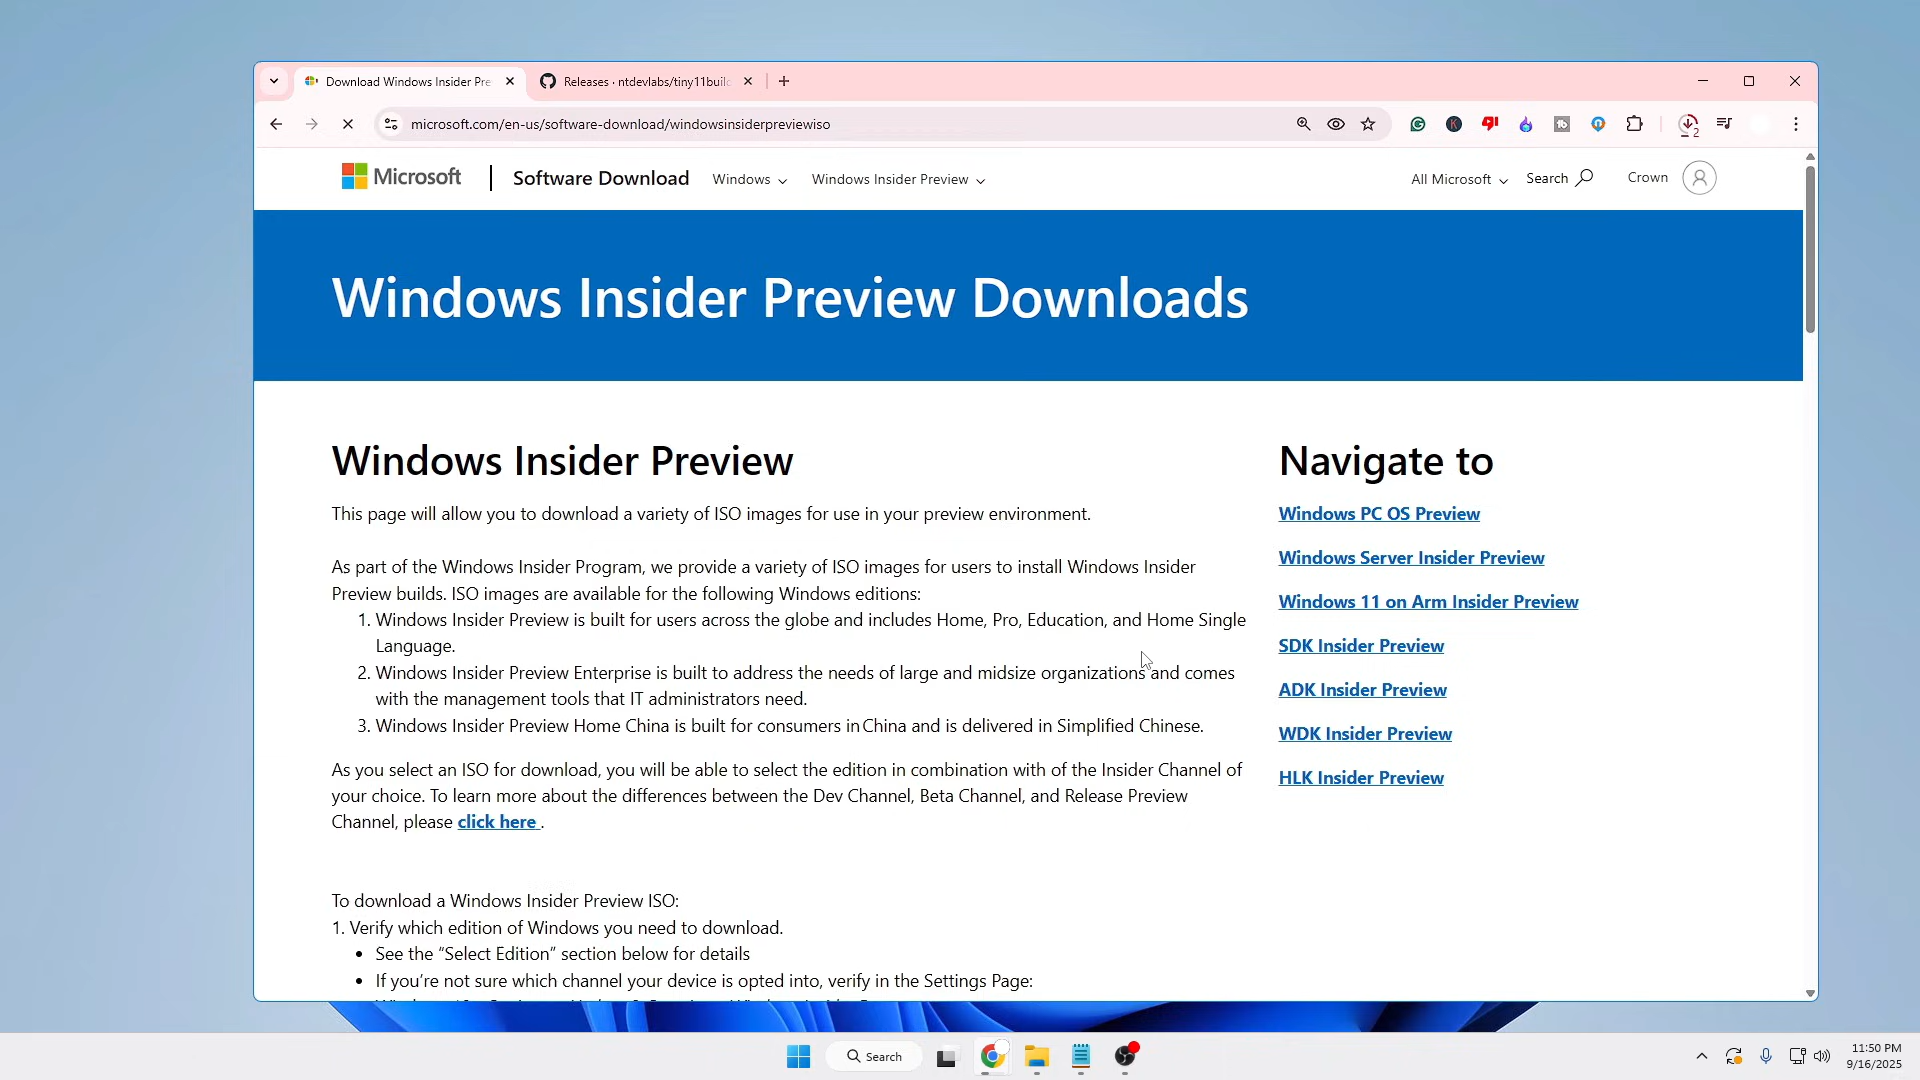 Download Windows Insider Pre
Releases · ntdevlabs/tiny11build
microsoft.com/en-us/software-download/windowsinsiderpreviewiso
2
Microsoft
Software Download
Windows
Windows Insider Preview
All Microsoft
Search
Crown
Windows Insider Preview Downloads
Windows Insider Preview
This page will allow you to download a variety of ISO images for use in your preview environment.
As part of the Windows Insider Program, we provide a variety of ISO images for users to install Windows Insider
Preview builds. ISO images are available for the following Windows editions:
1. Windows Insider Preview is built for users across the globe and includes Home, Pro, Education, and Home Single
Language.
2. Windows Insider Preview Enterprise is built to address the needs of large and midsize organizations and comes
with the management tools that IT administrators need.
3. Windows Insider Preview Home China is built for consumers in China and is delivered in Simplified Chinese.
As you select an ISO for download, you will be able to select the edition in combination with of the Insider Channel of
your choice. To learn more about the differences between the Dev Channel, Beta Channel, and Release Preview
Channel, please click here .
To download a Windows Insider Preview ISO:
1. Verify which edition of Windows you need to download.
• See the “Select Edition” section below for details
• If you’re not sure which channel your device is opted into, verify in the Settings Page:
Navigate to
Windows PC OS Preview
Windows Server Insider Preview
Windows 11 on Arm Insider Preview
SDK Insider Preview
ADK Insider Preview
WDK Insider Preview
HLK Insider Preview
Search
11:50 PM
9/16/2025